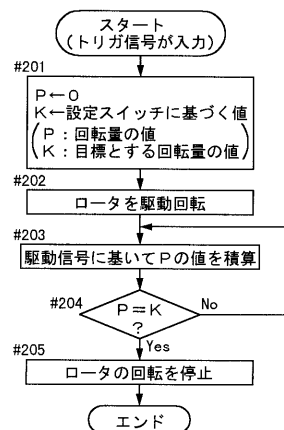 スタート
(トリガ信号が入力)
#201
P←0
K←設定スイッチに基づく値
(P:回転量の値
K:目標とする回転量の値)
#202
ロータを駆動回転
#203
駆動信号に基いてPの値を積算
#204
P=K
?
No
Yes
#205
ロータの回転を停止
エンド